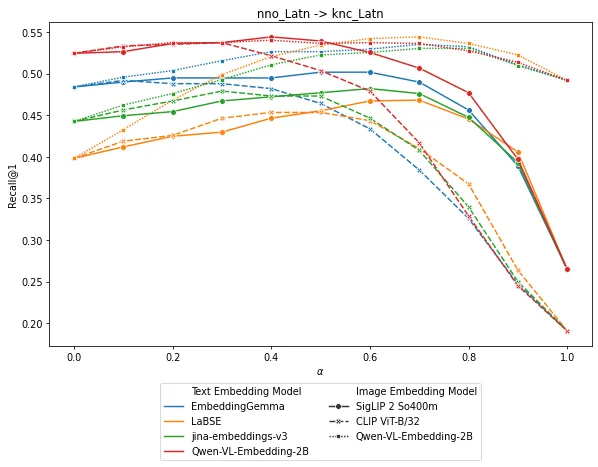 nno_Latn -> knc_Latn
Recall@1
0.55
0.50
0.45
0.40
0.35
0.30
0.25
0.20
0.0 0.2 0.4 0.6 0.8 1.0
α
Text Embedding Model Image Embedding Model
EmbeddingGemma SigLIP 2 So400m
LaBSE CLIP ViT-B/32
jina-embeddings-v3 Qwen-VL-Embedding-2B
Qwen-VL-Embedding-2B